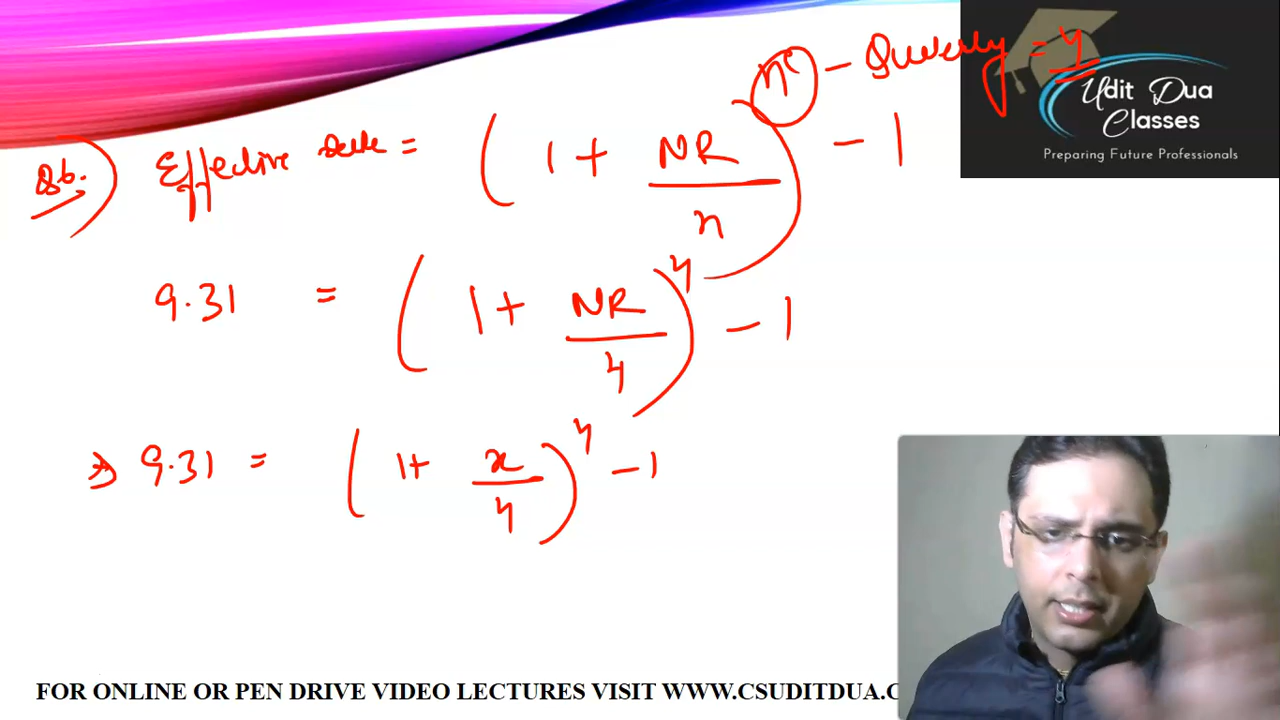 n - Quarterly = 4
Q6. Effective rate = (1 + NR/n)^n - 1
9.31 = (1 + NR/4)^4 - 1
⇒ 9.31 = (1 + x/4)^4 - 1
Udit Dua
Classes
Preparing Future Professionals
FOR ONLINE OR PEN DRIVE VIDEO LECTURES VISIT WWW.CSUDITDUA.C